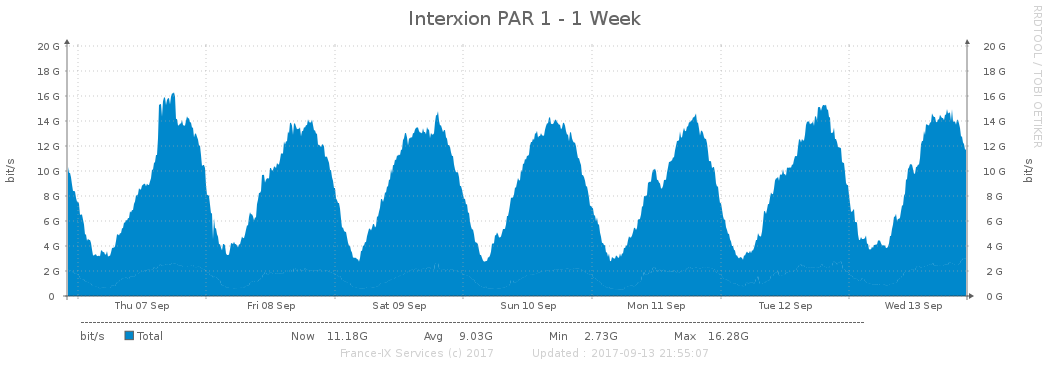 Interxion PAR 1 - 1 Week
RRDTOOL / TOBI OETIKER
20 G 20 G
18 G 18 G
16 G 16 G
14 G 14 G
12 G 12 G
10 G 10 G
8 G 8 G
6 G 6 G
4 G 4 G
2 G 2 G
0 0 G
bit/s
bit/s
Thu 07 Sep Fri 08 Sep Sat 09 Sep Sun 10 Sep Mon 11 Sep Tue 12 Sep Wed 13 Sep
bit/s Total Now 11.18G Avg 9.03G Min 2.73G Max 16.28G
France-IX Services (c) 2017 Updated : 2017-09-13 21:55:07